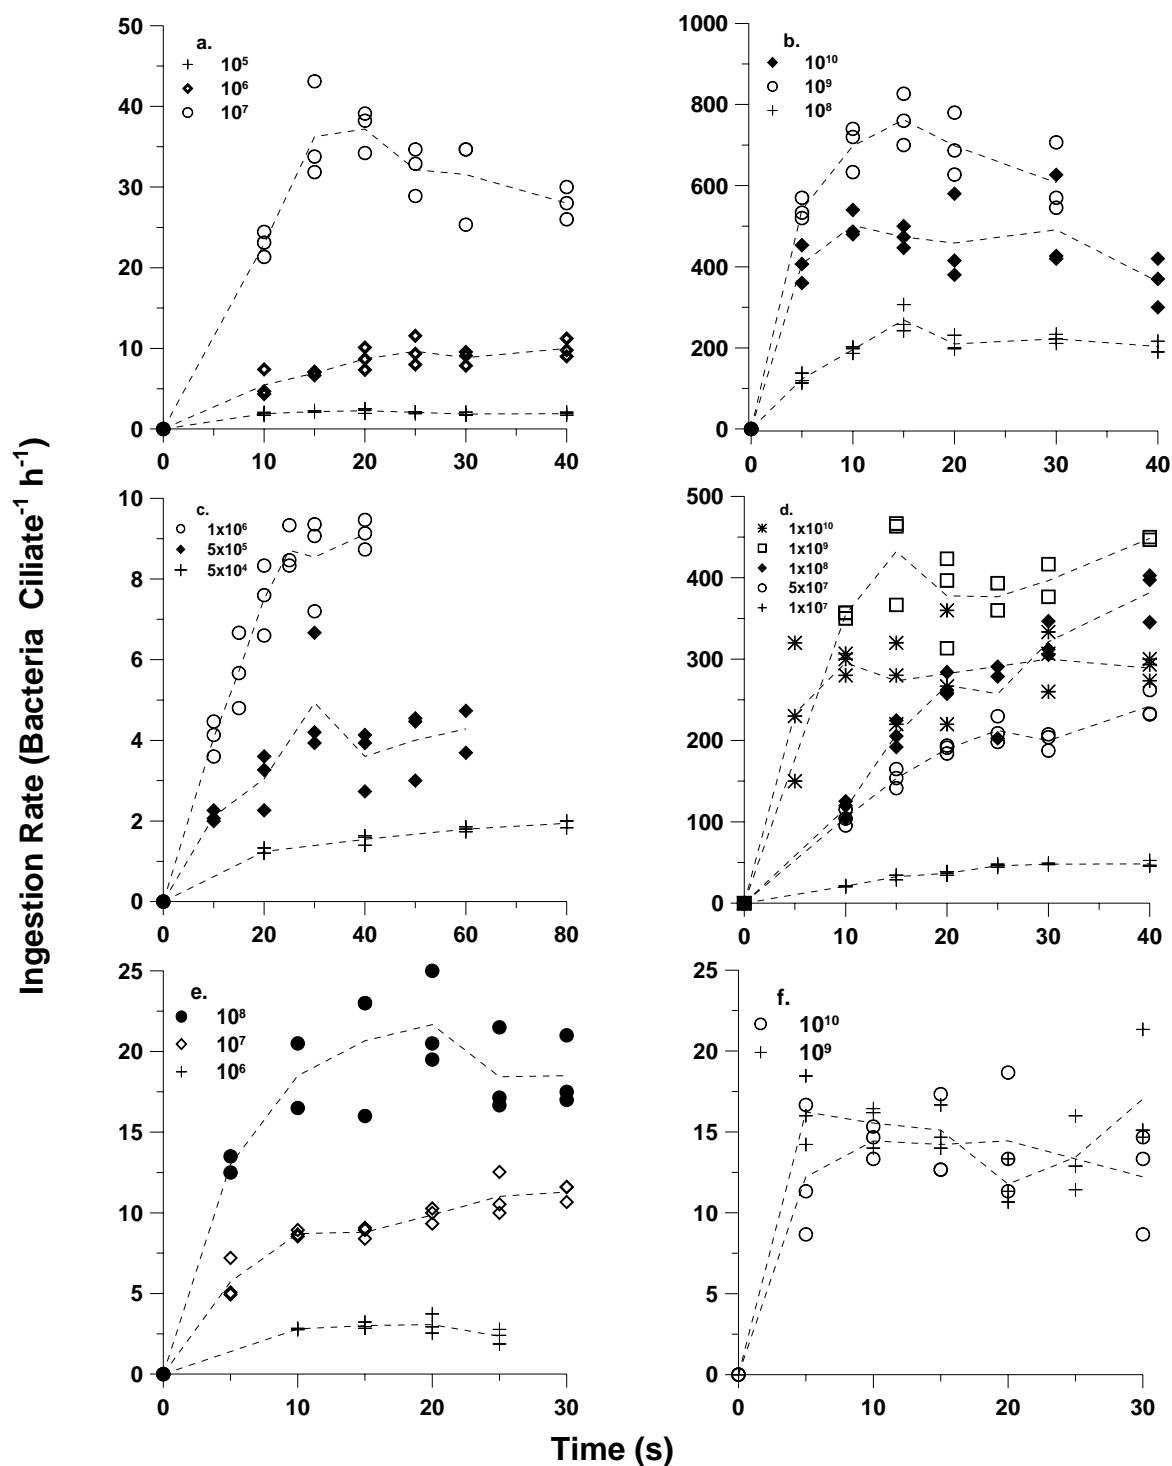 Ingestion Rate (Bacteria Ciliate⁻¹ h⁻¹)
a.
10⁵
10⁶
10⁷
50
40
30
20
10
0
0 10 20 30 40
b.
10¹⁰
10⁹
10⁸
1000
800
600
400
200
0
0 10 20 30 40
c.
1x10⁶
5x10⁵
5x10⁴
10
8
6
4
2
0
0 20 40 60 80
d.
1x10¹⁰
1x10⁹
1x10⁸
5x10⁷
1x10⁷
500
400
300
200
100
0
0 10 20 30 40
e.
10⁸
10⁷
10⁶
25
20
15
10
5
0
0 10 20 30
f.
10¹⁰
10⁹
25
20
15
10
5
0
0 10 20 30
Time (s)